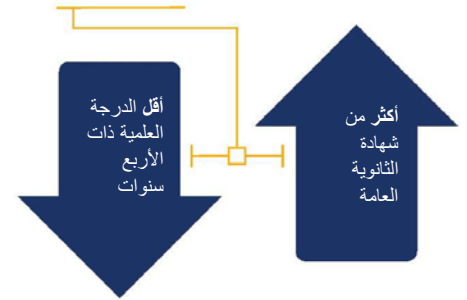 أكثر من
شهادة
الثانوية
العامة
أقل الدرجة
العلمية ذات
الأربع
سنوات